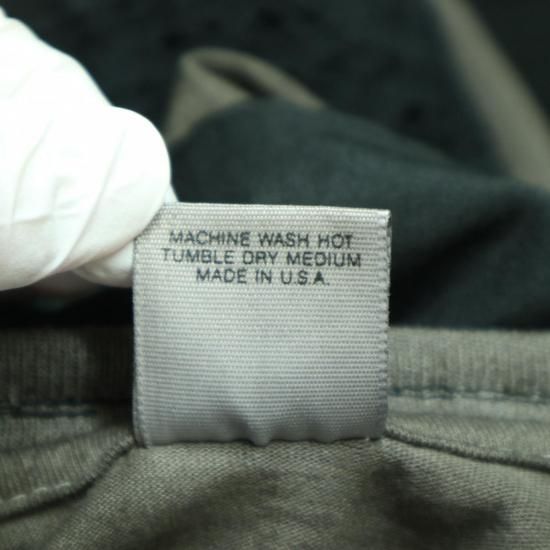 MACHINE WASH HOT
TUMBLE DRY MEDIUM
MADE IN U.S.A.